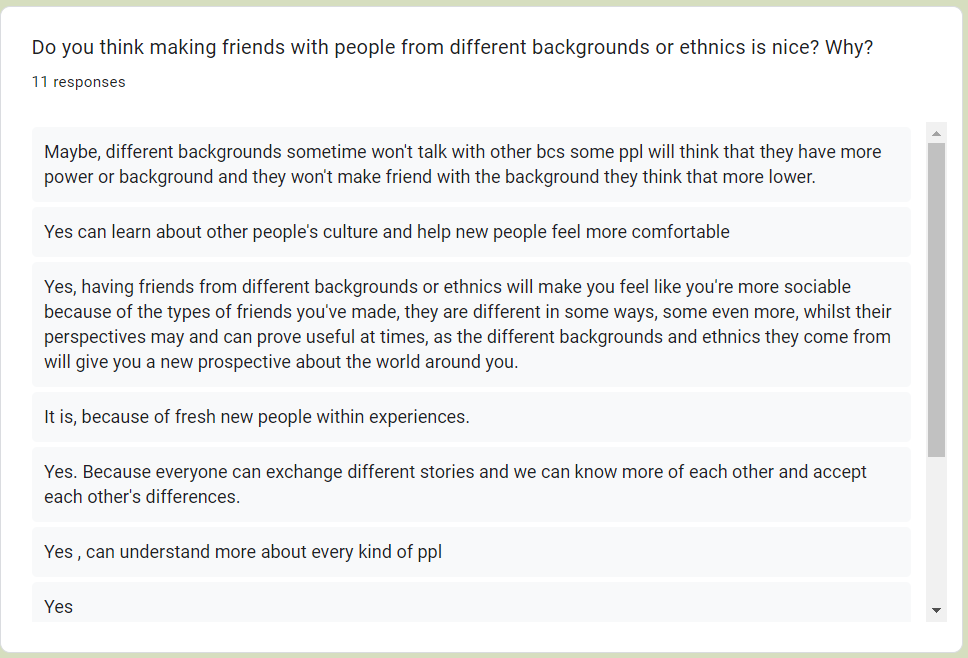 Do you think making friends with people from different backgrounds or ethnics is nice? Why?
11 responses
Maybe, different backgrounds sometime won't talk with other bcs some ppl will think that they have more
power or background and they won't make friend with the background they think that more lower.
Yes can learn about other people's culture and help new people feel more comfortable
Yes, having friends from different backgrounds or ethnics will make you feel like you're more sociable
because of the types of friends you've made, they are different in some ways, some even more, whilst their
perspectives may and can prove useful at times, as the different backgrounds and ethnics they come from
will give you a new prospective about the world around you.
It is, because of fresh new people within experiences.
Yes. Because everyone can exchange different stories and we can know more of each other and accept
each other's differences.
Yes , can understand more about every kind of ppl
Yes